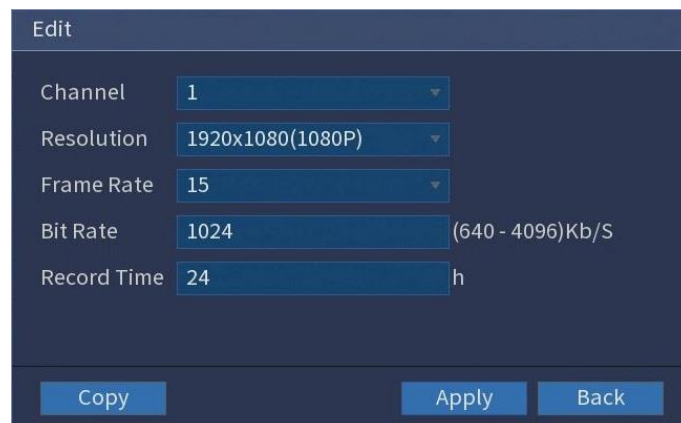 Edit
Channel 1
Resolution 1920x1080(1080P)
Frame Rate 15
Bit Rate 1024 (640 - 4096)Kb/S
Record Time 24 h
Copy Apply Back